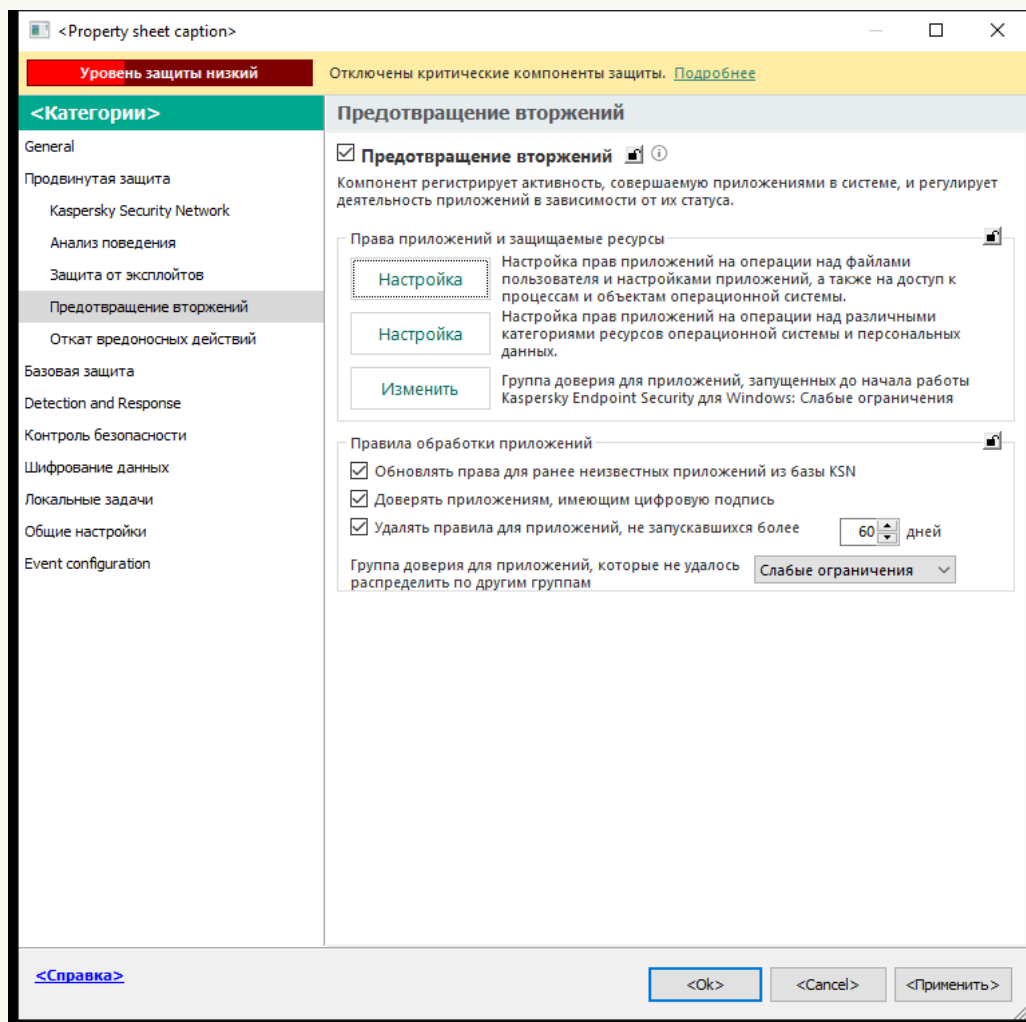 <Property sheet caption>
Уровень защиты низкий
Отключены критические компоненты защиты. Подробнее
<Категории>
General
Продвинутая защита
Kaspersky Security Network
Анализ поведения
Защита от эксплойтов
Предотвращение вторжений
Откат вредоносных действий
Базовая защита
Detection and Response
Контроль безопасности
Шифрование данных
Локальные задачи
Общие настройки
Event configuration
Предотвращение вторжений
Предотвращение вторжений
Компонент регистрирует активность, совершаемую приложениями в системе, и регулирует
деятельность приложений в зависимости от их статуса.
Права приложений и защищаемые ресурсы
Настройка
Настройка прав приложений на операции над файлами
пользователя и настройками приложений, а также на доступ к
процессам и объектам операционной системы.
Настройка
Настройка прав приложений на операции над различными
категориями ресурсов операционной системы и персональных
данных.
Изменить
Группа доверия для приложений, запущенных до начала работы
Kaspersky Endpoint Security для Windows: Слабые ограничения
Правила обработки приложений
Обновлять права для ранее неизвестных приложений из базы KSN
Доверять приложениям, имеющим цифровую подпись
Удалять правила для приложений, не запускавшихся более 60 дней
Группа доверия для приложений, которые не удалось
распределить по другим группам
Слабые ограничения
<Справка>
<Ok>
<Cancel>
<Применить>